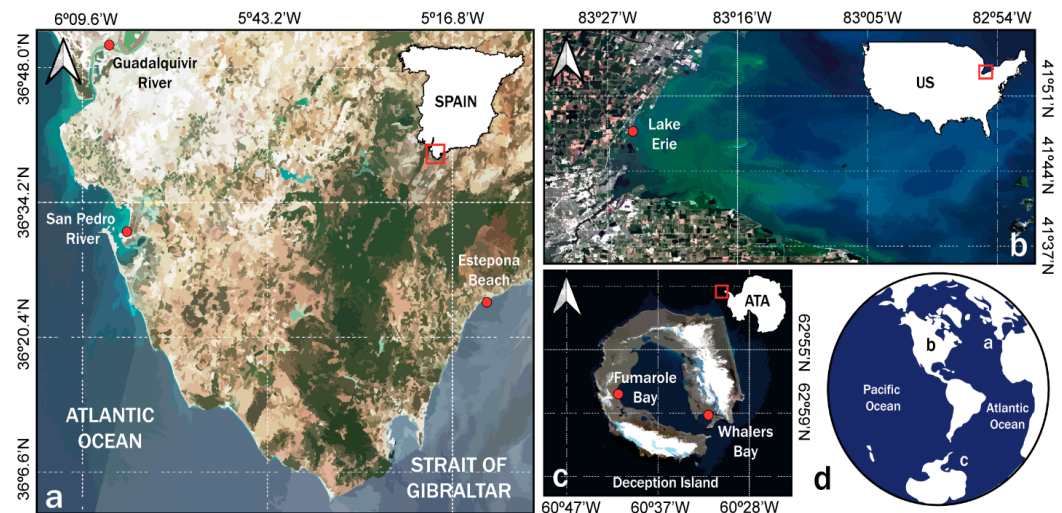 6º09.6'W
5º43.2'W
5º16.8'W
36º48.0'N
36º34.2'N
36º20.4'N
36º6.6'N
Guadalquivir
River
SPAIN
San Pedro
River
Estepona
Beach
ATLANTIC
OCEAN
STRAIT OF
GIBRALTAR
a
83º27'W
83º16'W
83º05'W
82º54'W
41º51'N
41º44'N
41º37'N
US
Lake
Erie
b
ATA
Fumarole
Bay
Whalers
Bay
Deception Island
c
62º55'N
62º59'N
60º47'W
60º37'W
60º28'W
b
a
Pacific
Ocean
Atlantic
Ocean
c
d